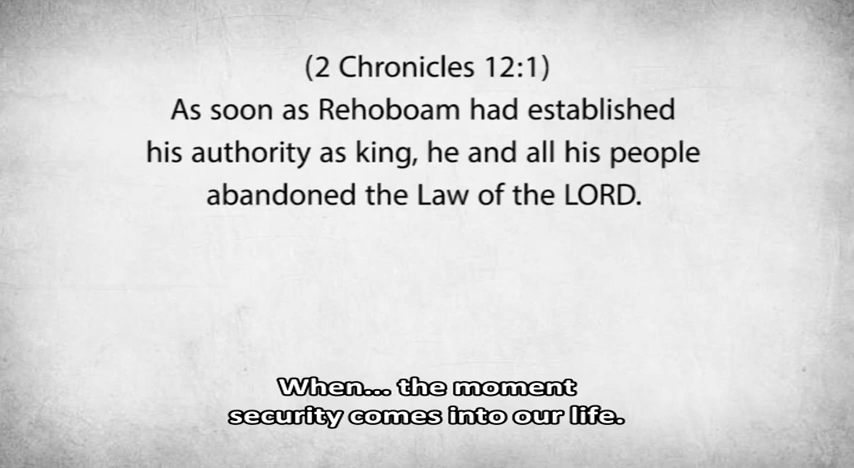 (2 Chronicles 12:1)
As soon as Rehoboam had established
his authority as king, he and all his people
abandoned the Law of the LORD.
When... the moment
security comes into our life.